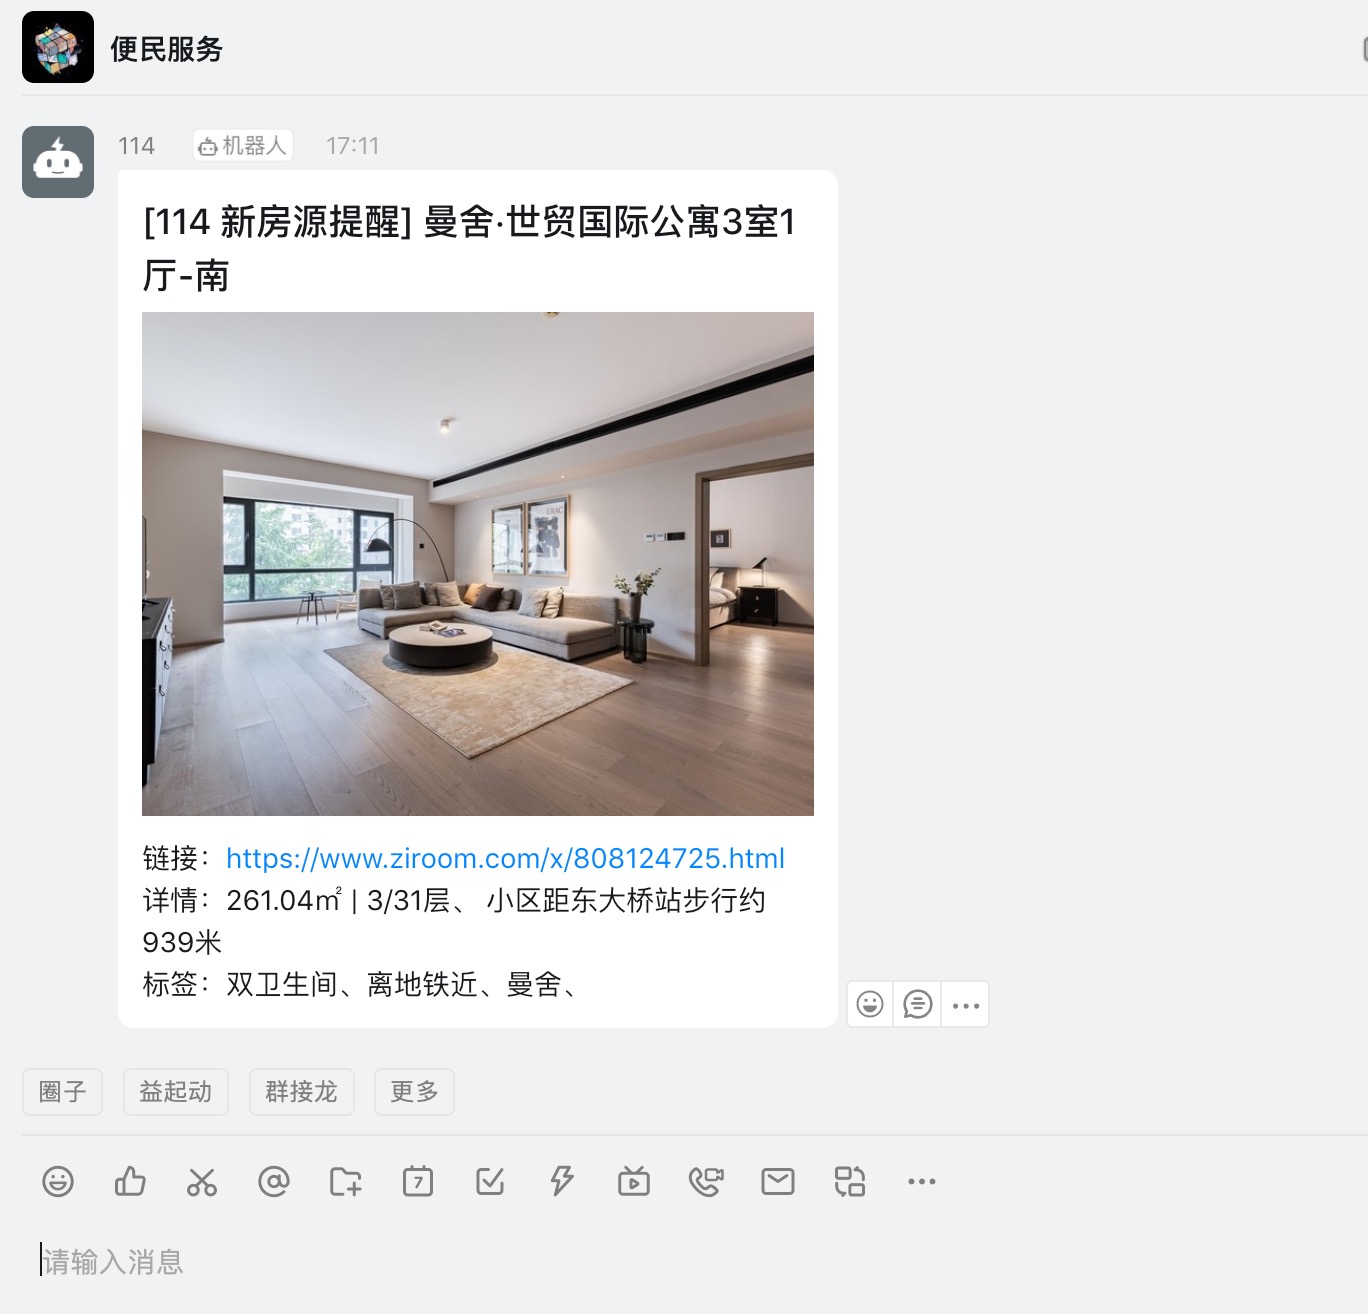 便民服务
114 机器人 17:11
[114 新房源提醒] 曼舍·世贸国际公寓3室1
厅-南
链接：https://www.ziroom.com/x/808124725.html
详情：261.04㎡ | 3/31层、 小区距东大桥站步行约
939米
标签：双卫生间、离地铁近、曼舍、
圈子 益起动 群接龙 更多
7
请输入消息